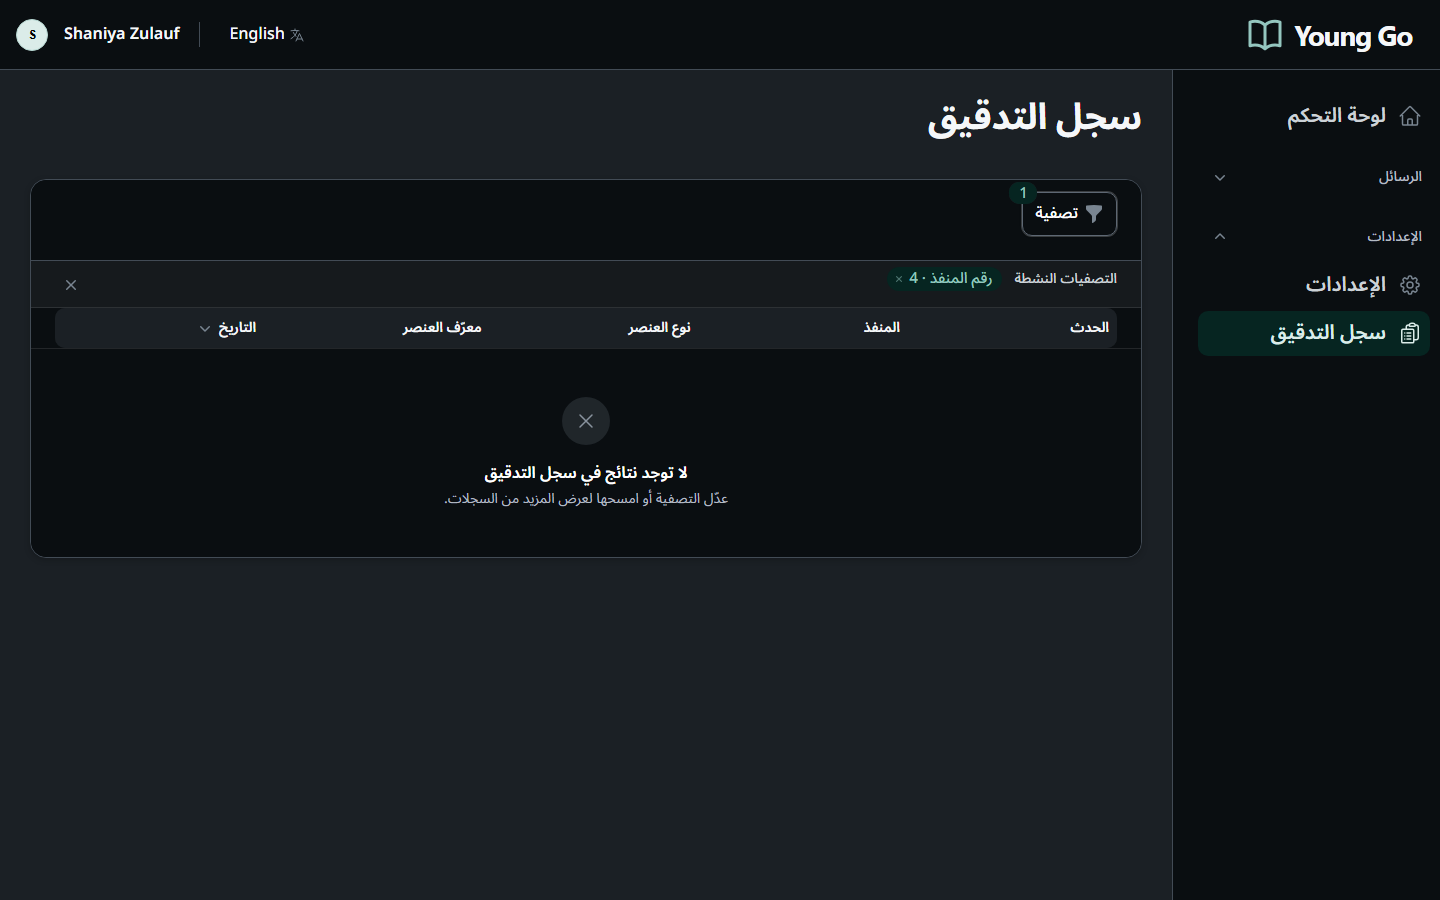 Young Go
English
Shaniya Zulauf
S
لوحة التحكم
الرسائل
الإعدادات
الإعدادات
سجل التدقيق
سجل التدقيق
تصفية
1
التصفيات النشطة
رقم المنفذ · 4 ×
الحدث المنفذ نوع العنصر معرّف العنصر التاريخ
لا توجد نتائج في سجل التدقيق
عدّل التصفية أو امسحها لعرض المزيد من السجلات.